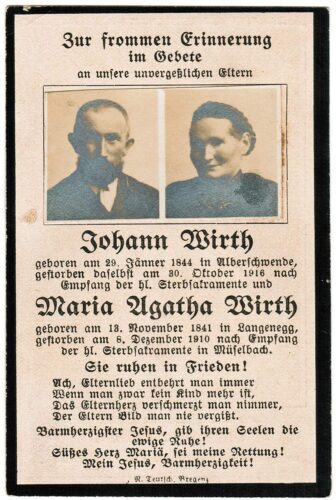 Zur frommen Erinnerung
im Gebete
an unsere unvergeßlichen Eltern
Johann Wirth
geboren am 29. Jänner 1844 in Alberschwende,
gestorben daselbst am 30. Oktober 1916 nach
Empfang der hl. Sterbsakramente und
Maria Agatha Wirth
geboren am 13. November 1841 in Langenegg,
gestorben am 8. Dezember 1910 nach Empfang
der hl. Sterbsakramente in Müselbach.
Sie ruhen in Frieden!
Ach, Elternlieb entbehrt man immer
Wenn man zwar kein Kind mehr ist,
Das Elternherz verschmerzt man nimmer,
Der Eltern Bild man nie vergißt.
Barmherzigster Jesus, gib ihren Seelen die
ewige Ruhe!
Süßes Herz Mariä, sei meine Rettung!
Mein Jesus, Barmherzigkeit!
N. Teutsch, Bregenz